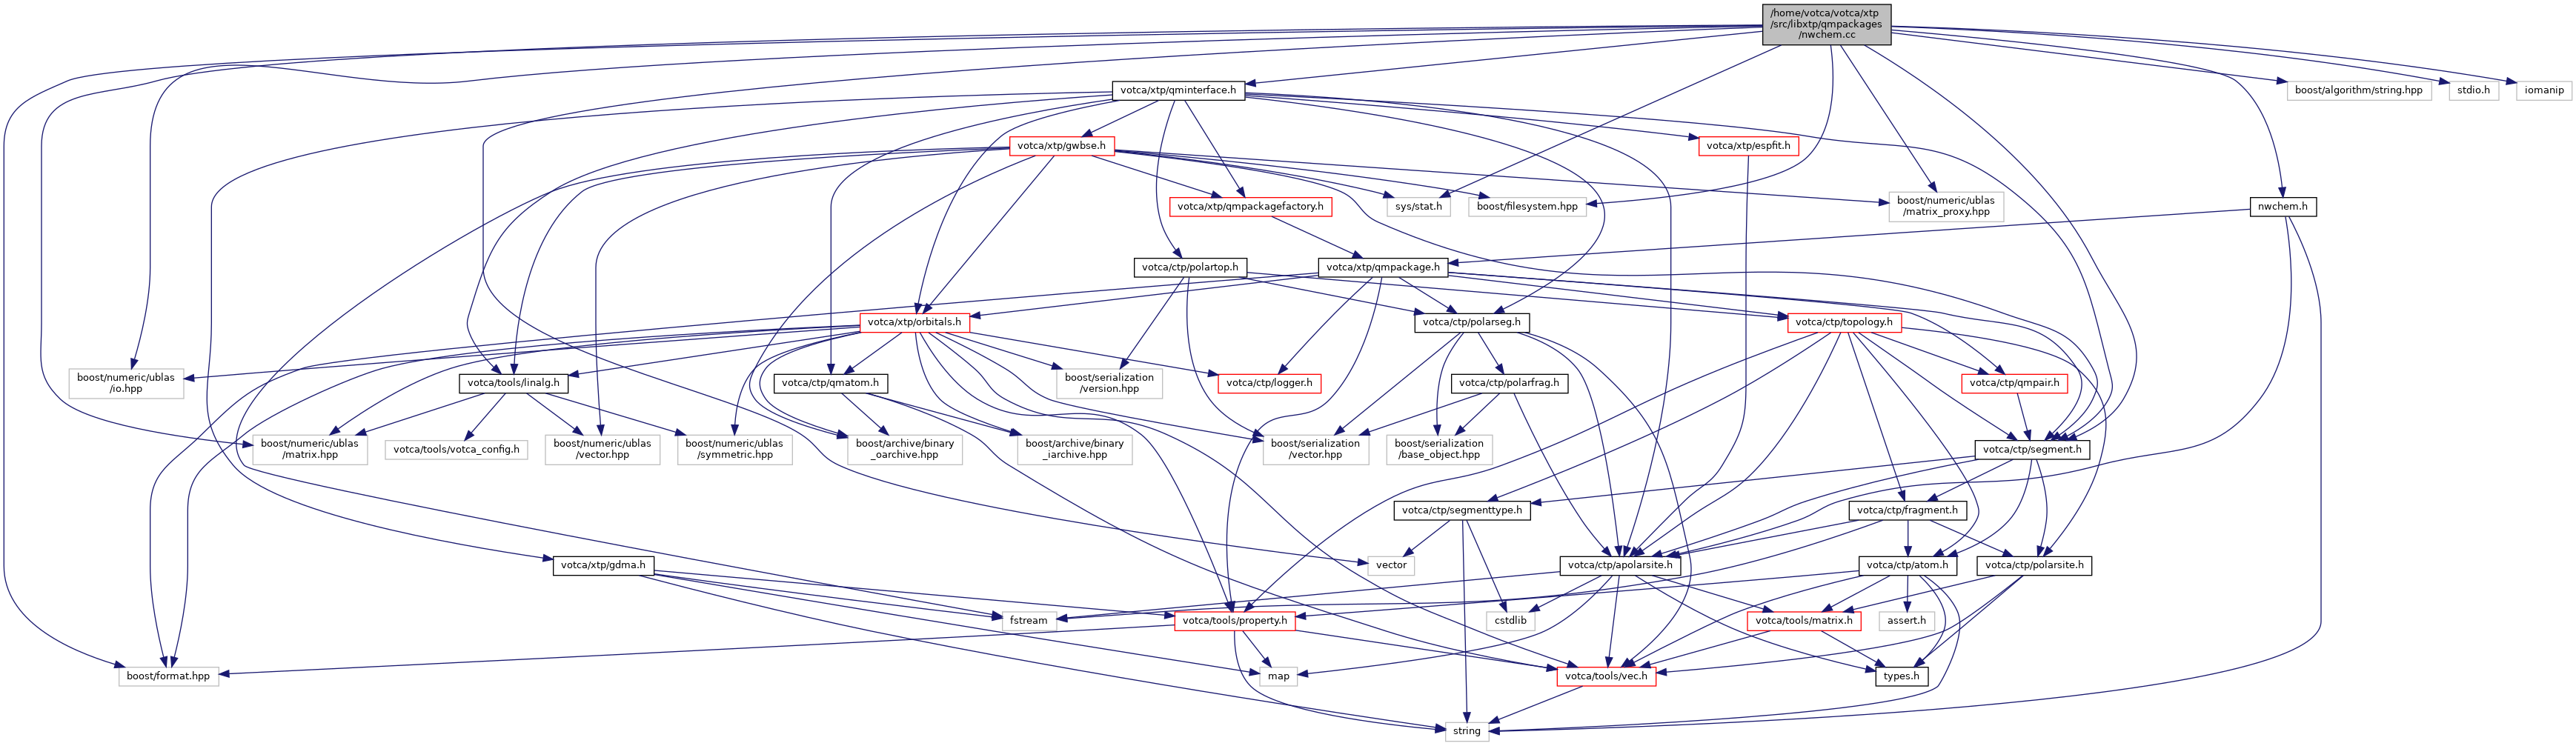 /home/votca/votca/xtp
/src/libxtp/qmpackages
/nwchem.cc
votca/xtp/qminterface.h
boost/algorithm/string.hpp
stdio.h
iomanip
votca/xtp/gwbse.h
votca/xtp/espfit.h
votca/xtp/qmpackagefactory.h
sys/stat.h
boost/filesystem.hpp
boost/numeric/ublas
/matrix_proxy.hpp
nwchem.h
votca/ctp/polartop.h
votca/xtp/qmpackage.h
votca/xtp/orbitals.h
votca/ctp/polarseg.h
votca/ctp/topology.h
boost/numeric/ublas
/io.hpp
votca/tools/linalg.h
votca/ctp/qmatom.h
boost/serialization
/version.hpp
votca/ctp/logger.h
votca/ctp/polarfrag.h
votca/ctp/qmpair.h
boost/numeric/ublas
/matrix.hpp
votca/tools/votca_config.h
boost/numeric/ublas
/vector.hpp
boost/numeric/ublas
/symmetric.hpp
boost/archive/binary
_oarchive.hpp
boost/archive/binary
_iarchive.hpp
boost/serialization
/vector.hpp
boost/serialization
/base_object.hpp
votca/ctp/segment.h
votca/ctp/segmenttype.h
votca/ctp/fragment.h
votca/xtp/gdma.h
vector
votca/ctp/apolarsite.h
votca/ctp/atom.h
votca/ctp/polarsite.h
fstream
votca/tools/property.h
cstdlib
votca/tools/matrix.h
assert.h
boost/format.hpp
map
votca/tools/vec.h
types.h
string